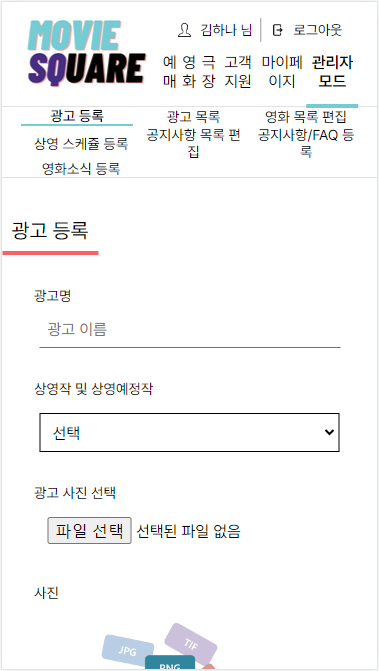 MOVIE
SQUARE
김하나 님
로그아웃
예 영 극 고객 마이페 관리자
매 화 장 지원 이지 모드
광고 등록 광고 목록 영화 목록 편집
상영 스케쥴 등록 공지사항 목록 편집 공지사항/FAQ 등록
영화소식 등록
광고 등록
광고명
광고 이름
상영작 및 상영예정작
선택
광고 사진 선택
파일 선택 선택된 파일 없음
사진
JPG
TIF
PNG